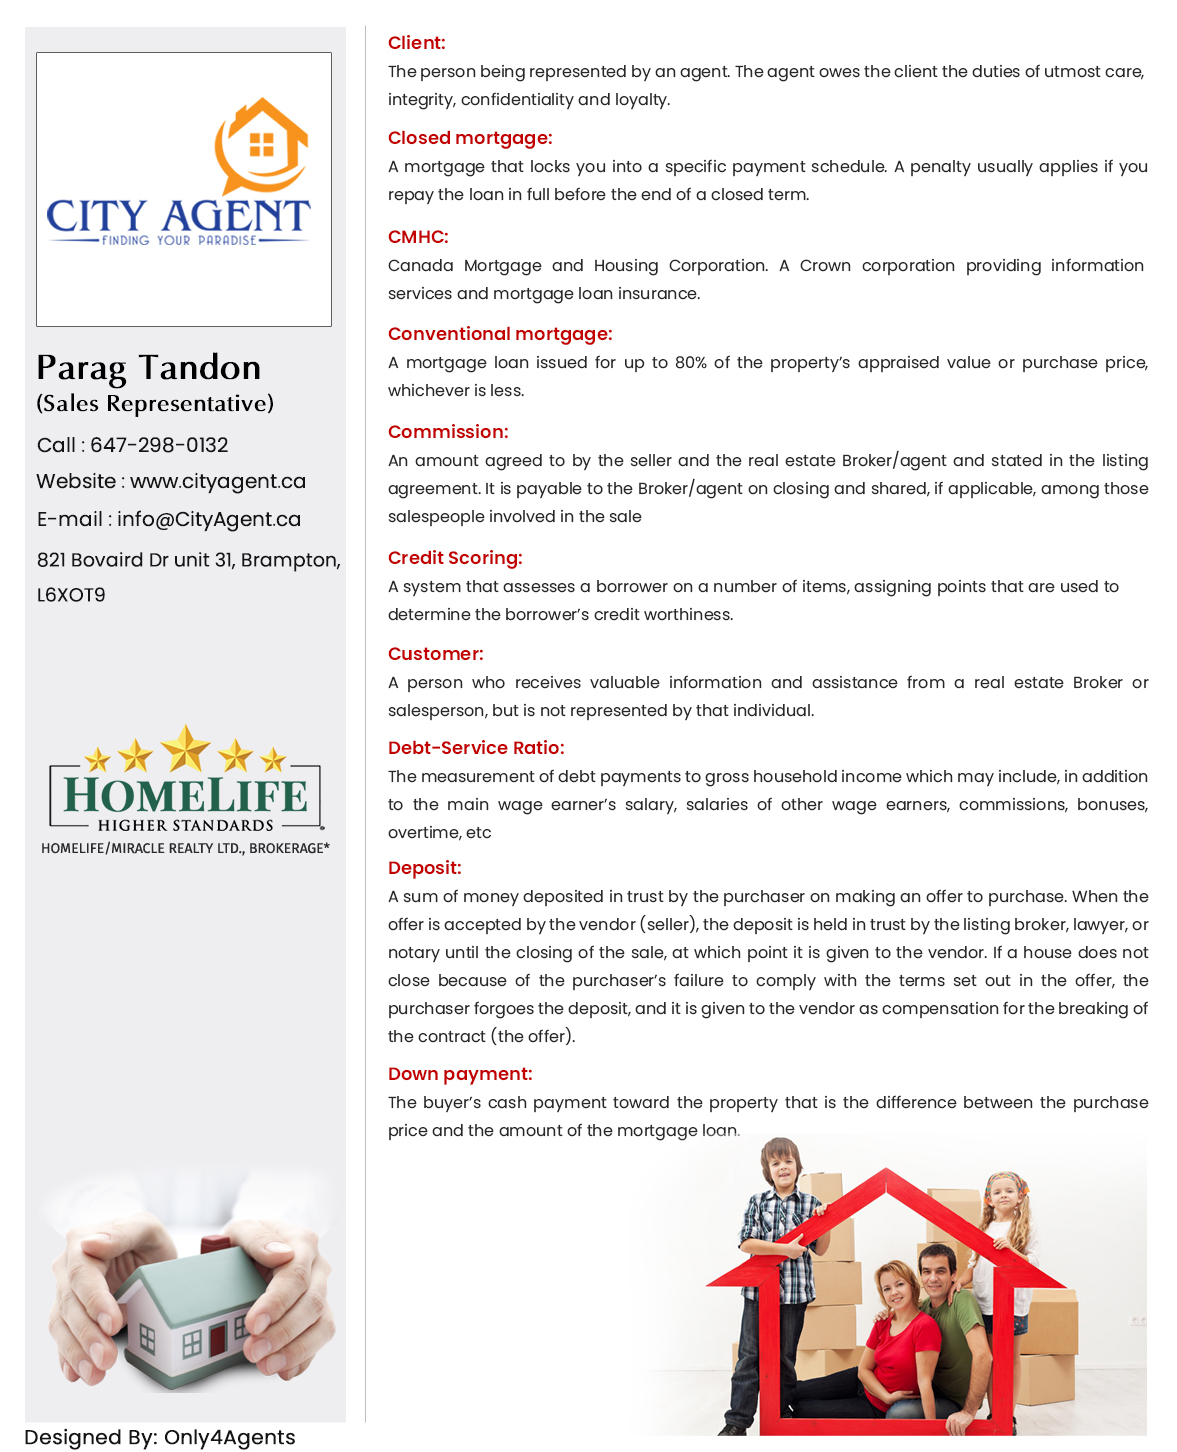 CITY AGENT
FINDING YOUR PARADISE
Parag Tandon
(Sales Representative)
Call : 647-298-0132
Website : www.cityagent.ca
E-mail : info@CityAgent.ca
821 Bovaird Dr unit 31, Brampton,
L6XOT9
HOMELIFE
HIGHER STANDARDS
HOMELIFE/MIRACLE REALTY LTD., BROKERAGE*
Designed By: Only4Agents
Client:
The person being represented by an agent. The agent owes the client the duties of utmost care,
integrity, confidentiality and loyalty.
Closed mortgage:
A mortgage that locks you into a specific payment schedule. A penalty usually applies if you
repay the loan in full before the end of a closed term.
CMHC:
Canada Mortgage and Housing Corporation. A Crown corporation providing information
services and mortgage loan insurance.
Conventional mortgage:
A mortgage loan issued for up to 80% of the property’s appraised value or purchase price,
whichever is less.
Commission:
An amount agreed to by the seller and the real estate Broker/agent and stated in the listing
agreement. It is payable to the Broker/agent on closing and shared, if applicable, among those
salespeople involved in the sale
Credit Scoring:
A system that assesses a borrower on a number of items, assigning points that are used to
determine the borrower’s credit worthiness.
Customer:
A person who receives valuable information and assistance from a real estate Broker or
salesperson, but is not represented by that individual.
Debt-Service Ratio:
The measurement of debt payments to gross household income which may include, in addition
to the main wage earner’s salary, salaries of other wage earners, commissions, bonuses,
overtime, etc
Deposit:
A sum of money deposited in trust by the purchaser on making an offer to purchase. When the
offer is accepted by the vendor (seller), the deposit is held in trust by the listing broker, lawyer, or
notary until the closing of the sale, at which point it is given to the vendor. If a house does not
close because of the purchaser’s failure to comply with the terms set out in the offer, the
purchaser forgoes the deposit, and it is given to the vendor as compensation for the breaking of
the contract (the offer).
Down payment:
The buyer’s cash payment toward the property that is the difference between the purchase
price and the amount of the mortgage loan.